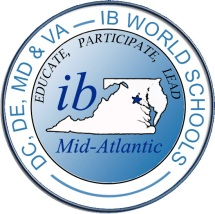 DC, DE, MD & VA — IB WORLD SCHOOLS —
EDUCATE, PARTICIPATE, LEAD
ib
Mid-Atlantic